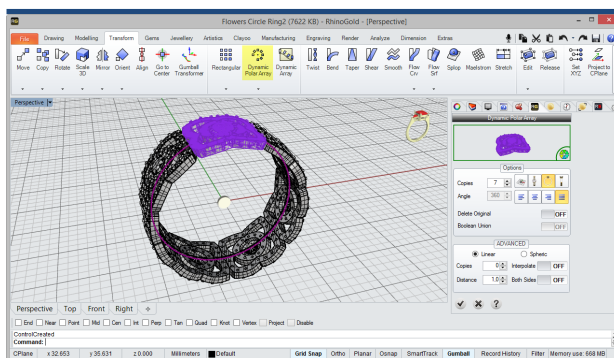 Flowers Circle Ring2 (7622 KB) - RhinoGold - [Perspective]
File Drawing Modelling Transform Gems Jewellery Artistics Clayoo Manufacturing Engraving Render Analyze Dimension Extras
Move Copy Rotate Scale 3D Mirror Orient Align Go to Center Gumball Transformer Rectangular Dynamic Polar Array Dynamic Array Twist Bend Taper Shear Smooth Flow Crv Flow Srf Splop Maelstrom Stretch Edit Release Set XYZ Project to CPlane
Perspective
Dynamic Polar Array
Options
Copies 7
Angle 360
Delete Original OFF
Boolean Union OFF
ADVANCED
Linear Spheric
Copies 0 Interpolate OFF
Distance 1,0 Both Sides OFF
Perspective Top Front Right
End Near Point Mid Cen Int Perp Tan Quad Knot Vertex Project Disable
ControlCreated
Command:
CPlane x 32.653 y 35.631 z 0.000 Millimeters Default Grid Snap Ortho Planar Osnap SmartTrack Gumball Record History Filter Memory use: 668 MB